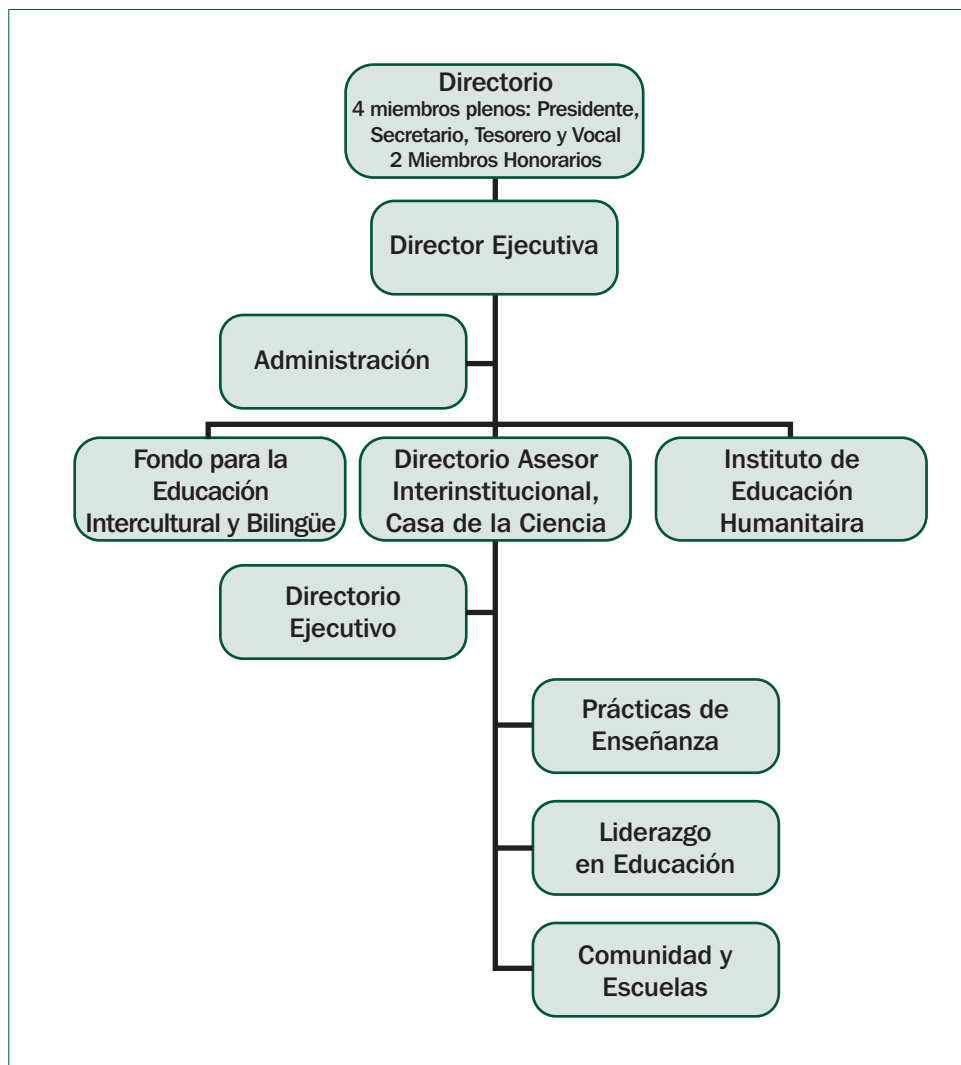 Directorio
4 miembros plenos: Presidente,
Secretario, Tesorero y Vocal
2 Miembros Honorarios
Director Ejecutiva
Administración
Fondo para la
Educación
Intercultural y Bilingüe
Directorio Asesor
Interinstitucional,
Casa de la Ciencia
Instituto de
Educación
Humanitaira
Directorio
Ejecutivo
Prácticas de
Enseñanza
Liderazgo
en Educación
Comunidad y
Escuelas